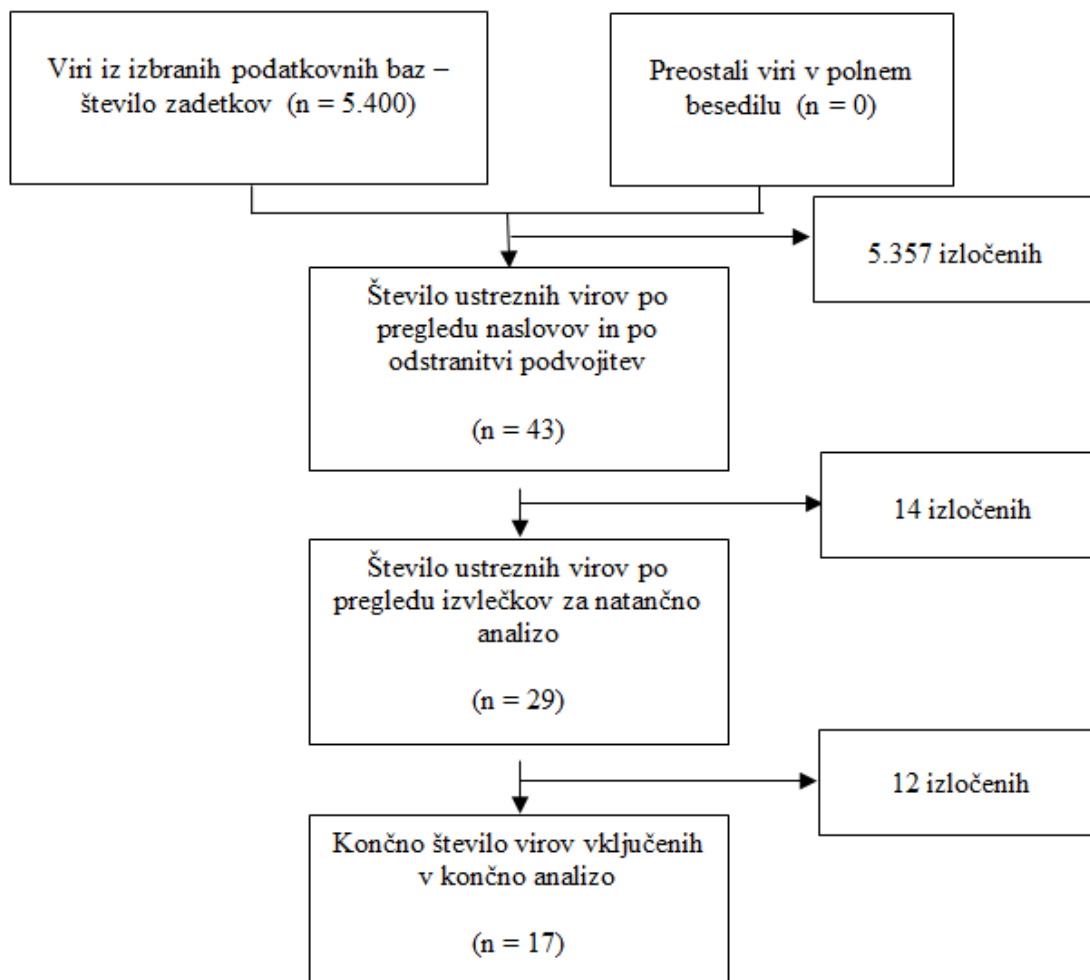 Viri iz izbranih podatkovnih baz –
število zadetkov (n = 5.400)
Preostali viri v polnem
besedilu (n = 0)
5.357 izločenih
Število ustreznih virov po
pregledu naslovov in po
odstranitvi podvojitev
(n = 43)
14 izločenih
Število ustreznih virov po
pregledu izvlečkov za natančno
analizo
(n = 29)
12 izločenih
Končno število virov vključenih
v končno analizo
(n = 17)